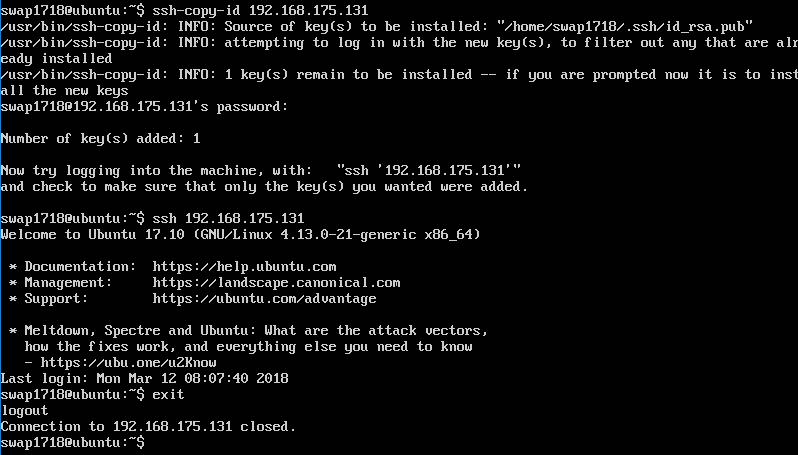 swap1718@ubuntu:~$ ssh-copy-id 192.168.175.131
/usr/bin/ssh-copy-id: INFO: Source of key(s) to be installed: "/home/swap1718/.ssh/id_rsa.pub"
/usr/bin/ssh-copy-id: INFO: attempting to log in with the new key(s), to filter out any that are alr
eady installed
/usr/bin/ssh-copy-id: INFO: 1 key(s) remain to be installed -- if you are prompted now it is to inst
all the new keys
swap1718@192.168.175.131's password:
Number of key(s) added: 1
Now try logging into the machine, with:   "ssh '192.168.175.131'"
and check to make sure that only the key(s) you wanted were added.
swap1718@ubuntu:~$ ssh 192.168.175.131
Welcome to Ubuntu 17.10 (GNU/Linux 4.13.0-21-generic x86_64)
 * Documentation:  https://help.ubuntu.com
 * Management:     https://landscape.canonical.com
 * Support:        https://ubuntu.com/advantage
 * Meltdown, Spectre and Ubuntu: What are the attack vectors,
   how the fixes work, and everything else you need to know
   - https://ubu.one/u2Know
Last login: Mon Mar 12 08:07:40 2018
swap1718@ubuntu:~$ exit
logout
Connection to 192.168.175.131 closed.
swap1718@ubuntu:~$